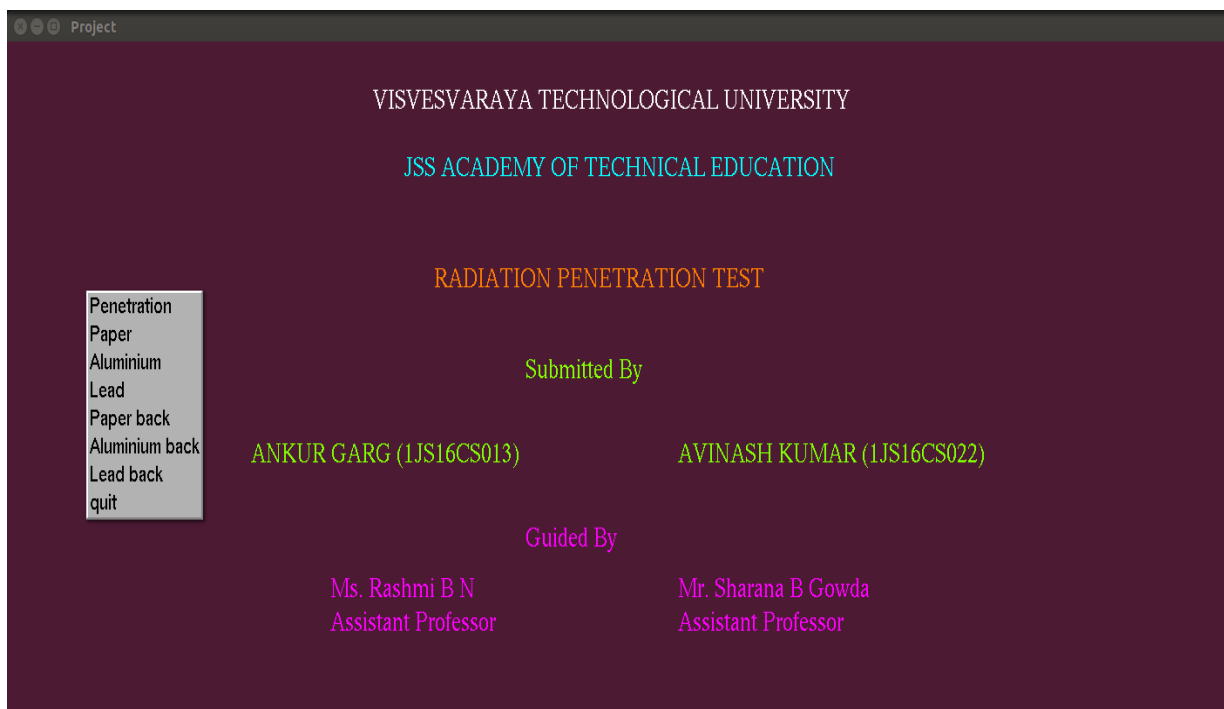 Project
VISVESVARAYA TECHNOLOGICAL UNIVERSITY
JSS ACADEMY OF TECHNICAL EDUCATION
RADIATION PENETRATION TEST
Penetration
Paper
Aluminium
Lead
Paper back
Aluminium back
Lead back
quit
Submitted By
ANKUR GARG (1JS16CS013)
AVINASH KUMAR (1JS16CS022)
Guided By
Ms. Rashmi B N
Assistant Professor
Mr. Sharana B Gowda
Assistant Professor